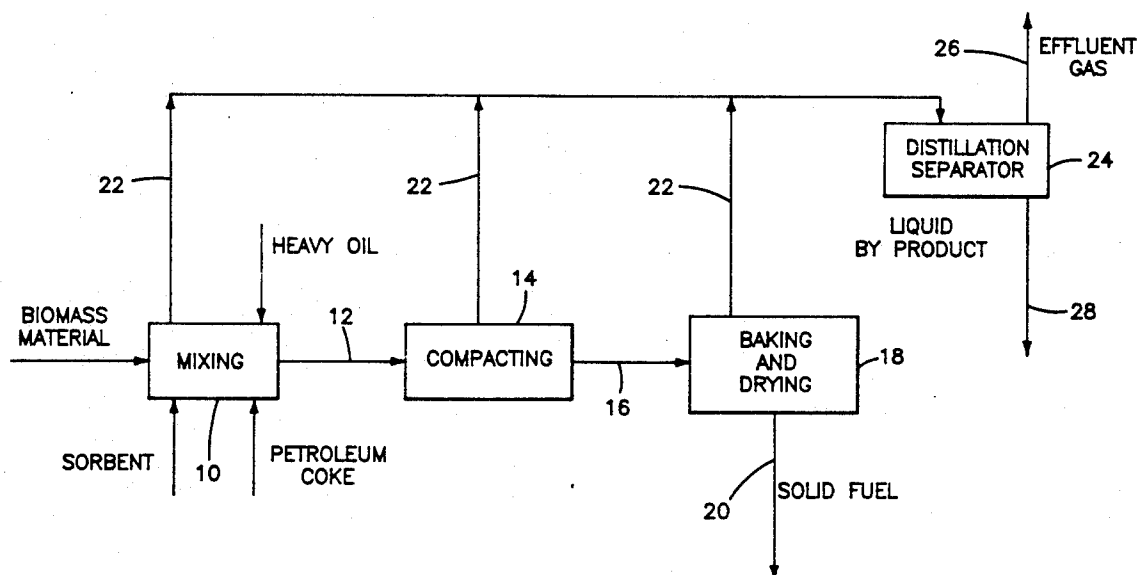 26
EFFLUENT
GAS
DISTILLATION
SEPARATOR
24
22
22
22
LIQUID
BY PRODUCT
HEAVY OIL
14
28
BIOMASS
MATERIAL
12
MIXING
COMPACTING
BAKING
AND
DRYING
18
16
SORBENT
10
PETROLEUM
COKE
20
SOLID FUEL